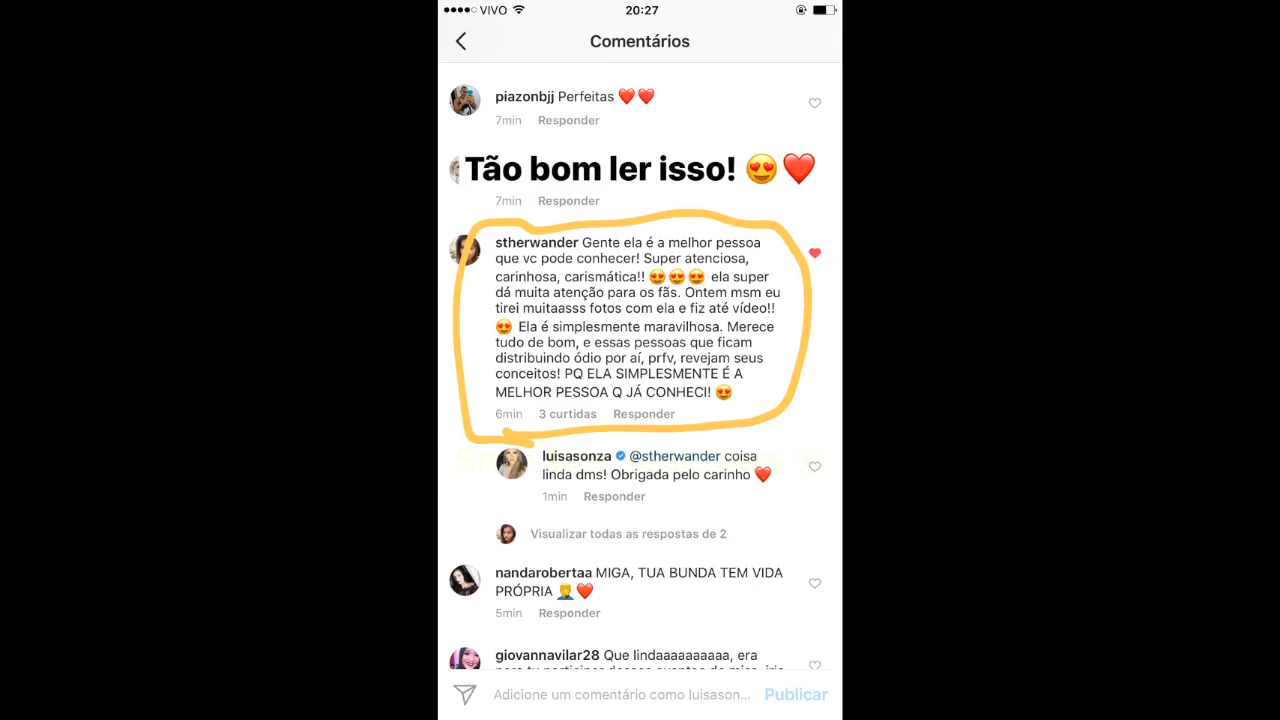 VIVO 20:27
Comentários
piazonbjj Perfeitas ❤️❤️
7min Responder
Tão bom ler isso! 😍❤️
7min Responder
stherwander Gente ela é a melhor pessoa
que vc pode conhecer! Super atenciosa,
carinhosa, carismática!! 😍😍😍 ela super
dá muita atenção para os fãs. Ontem msm eu
tirei muitaasss fotos com ela e fiz até vídeo!!
😍 Ela é simplesmente maravilhosa. Merece
tudo de bom, e essas pessoas que ficam
distribuindo ódio por aí, prfv, revejam seus
conceitos! PQ ELA SIMPLESMENTE É A
MELHOR PESSOA Q JÁ CONHECI! 😍
6min 3 curtidas Responder
luisasonza @stherwander coisa
linda dms! Obrigada pelo carinho ❤️
1min Responder
Visualizar todas as respostas de 2
nandarobertaa MIGA, TUA BUNDA TEM VIDA
PRÓPRIA 🤦‍♂️❤️
5min Responder
giovannavilar28 Que lindaaaaaaaaaa, era
Adicione um comentário como luisason... Publicar